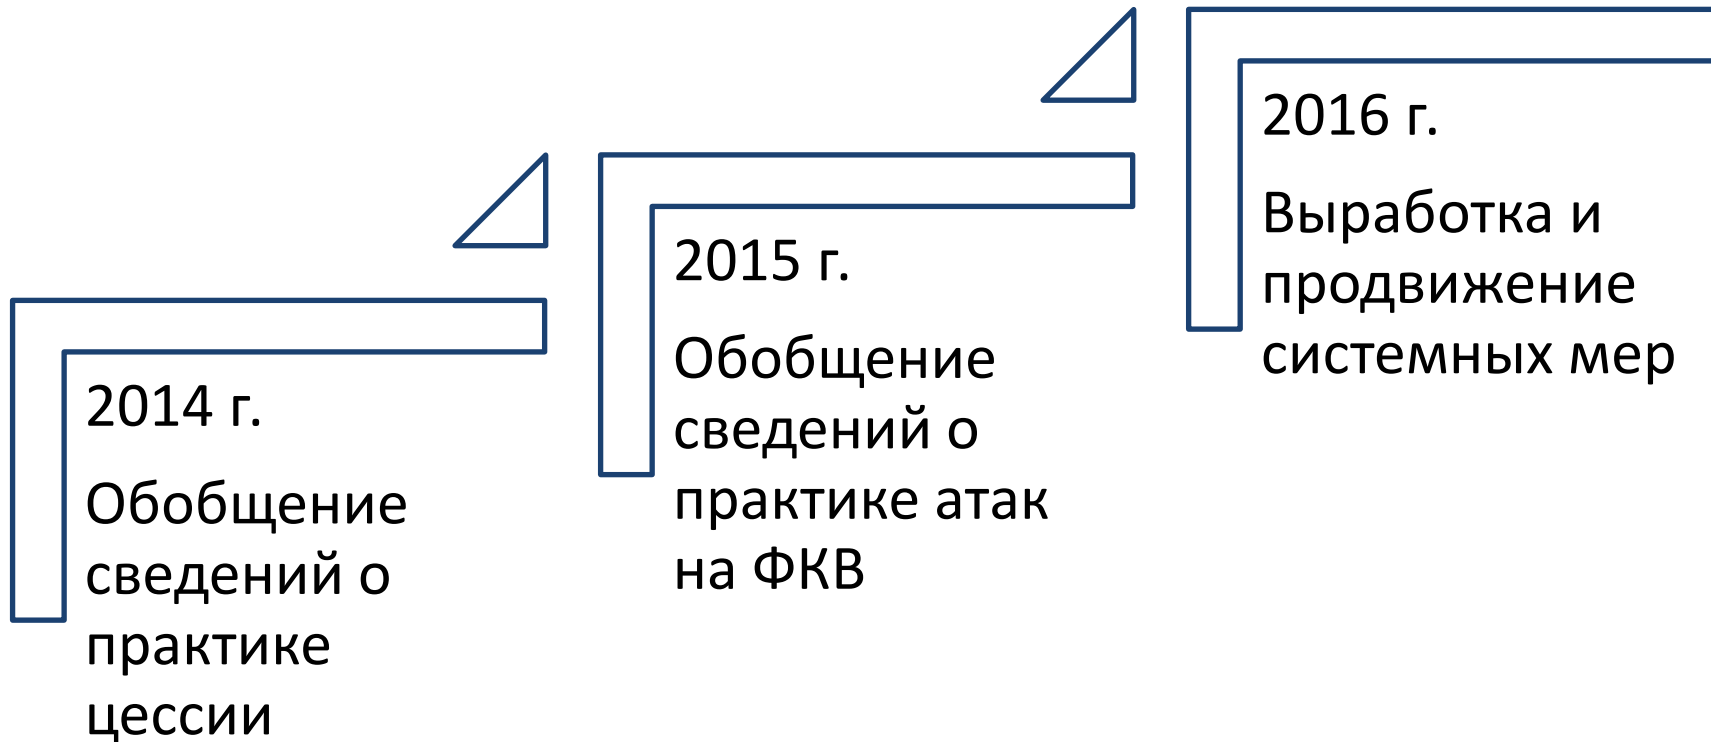 2014 г.
Обобщение
сведений о
практике
цессии
2015 г.
Обобщение
сведений о
практике атак
на ФКВ
2016 г.
Выработка и
продвижение
системных мер